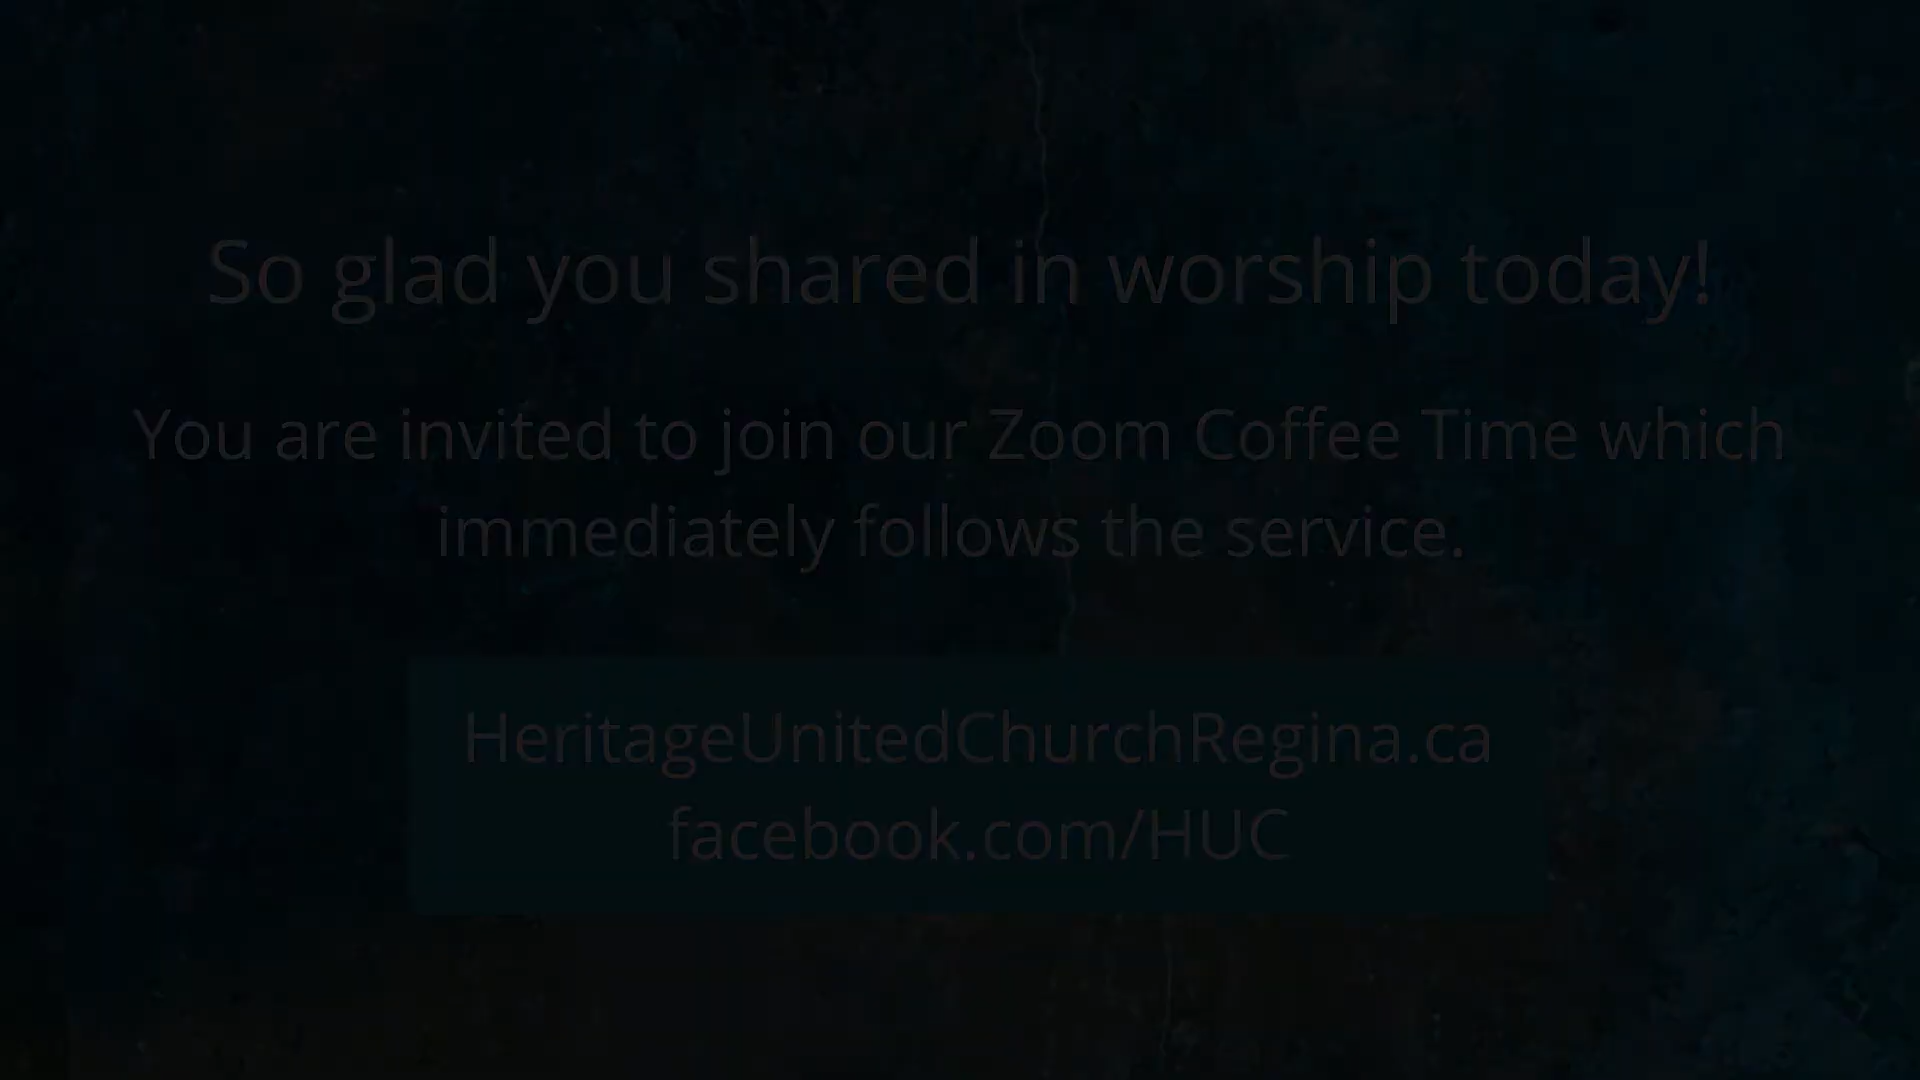 So glad you shared in worship today!
You are invited to join our Zoom Coffee Time which
immediately follows the service.
HeritageUnitedChurchRegina.ca
facebook.com/HUC